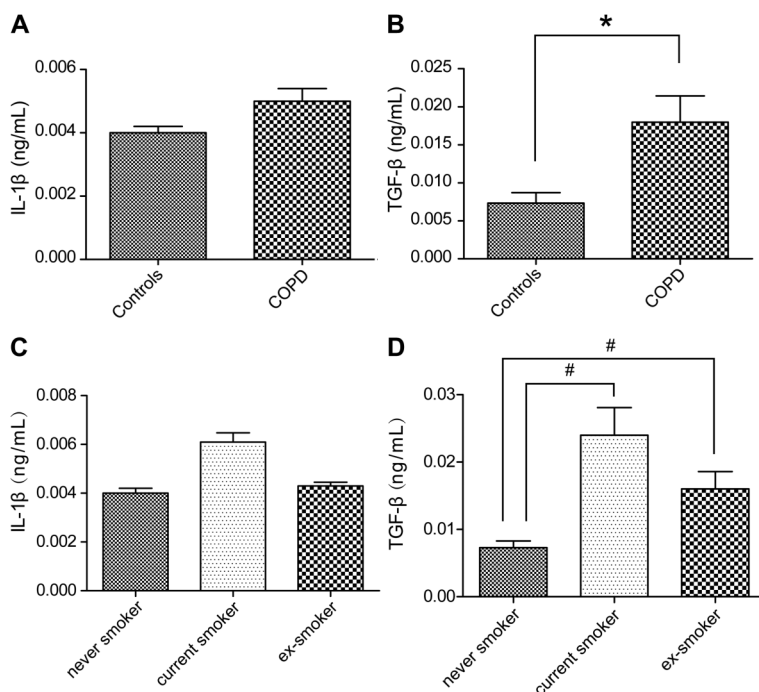 A
IL-1β (ng/mL)
0.006
0.004
0.002
0.000
Controls
COPD
B
*
TGF-β (ng/mL)
0.025
0.020
0.015
0.010
0.005
0.000
Controls
COPD
C
IL-1β (ng/mL)
0.008
0.006
0.004
0.002
0.000
never smoker
current smoker
ex-smoker
D
#
#
TGF-β (ng/mL)
0.03
0.02
0.01
0.00
never smoker
current smoker
ex-smoker